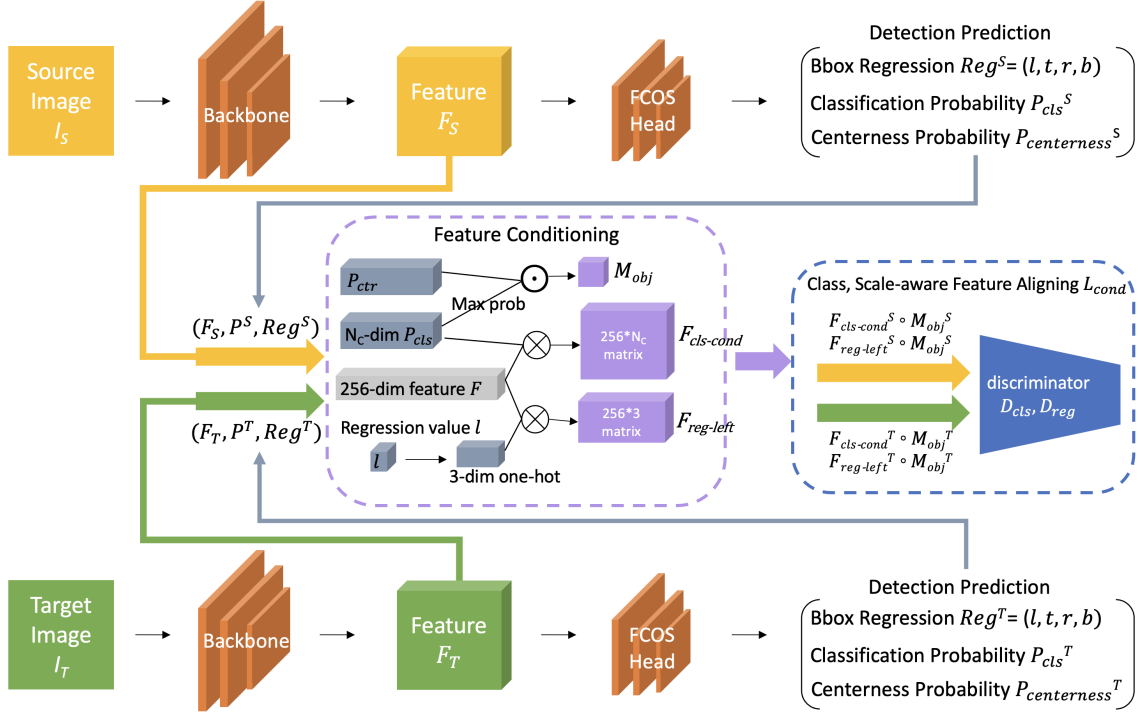 Source
Image
I_S
Backbone
Feature
F_S
FCOS
Head
Detection Prediction
Bbox Regression Reg^S= (l, t, r, b)
Classification Probability P_cls^S
Centerness Probability P_centerness^S
Feature Conditioning
P_ctr
M_obj
Max prob
N_C-dim P_cls
256*N_C
matrix
F_cls-cond
(F_S, P^S, Reg^S)
256-dim feature F
(F_T, P^T, Reg^T)
Regression value l
256*3
matrix
F_reg-left
l
3-dim one-hot
Class, Scale-aware Feature Aligning L_cond
F_cls-cond^S ∘ M_obj^S
F_reg-left^S ∘ M_obj^S
discriminator
D_cls, D_reg
F_cls-cond^T ∘ M_obj^T
F_reg-left^T ∘ M_obj^T
Target
Image
I_T
Backbone
Feature
F_T
FCOS
Head
Detection Prediction
Bbox Regression Reg^T= (l, t, r, b)
Classification Probability P_cls^T
Centerness Probability P_centerness^T